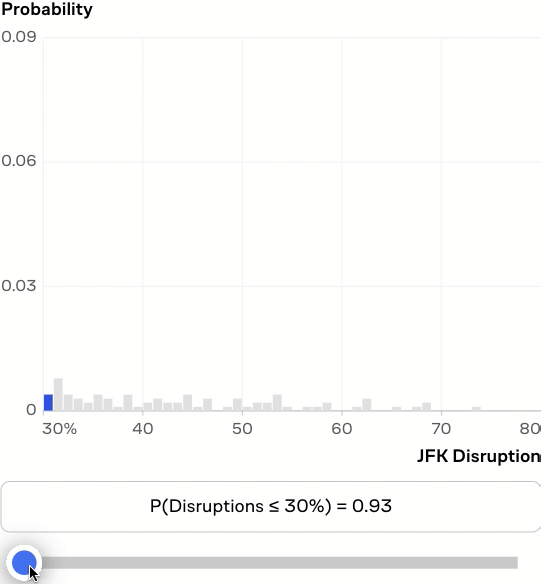 Probability
0.09
0.06
0.03
0
30% 40 50 60 70 80
JFK Disruption
P(Disruptions ≤ 30%) = 0.93